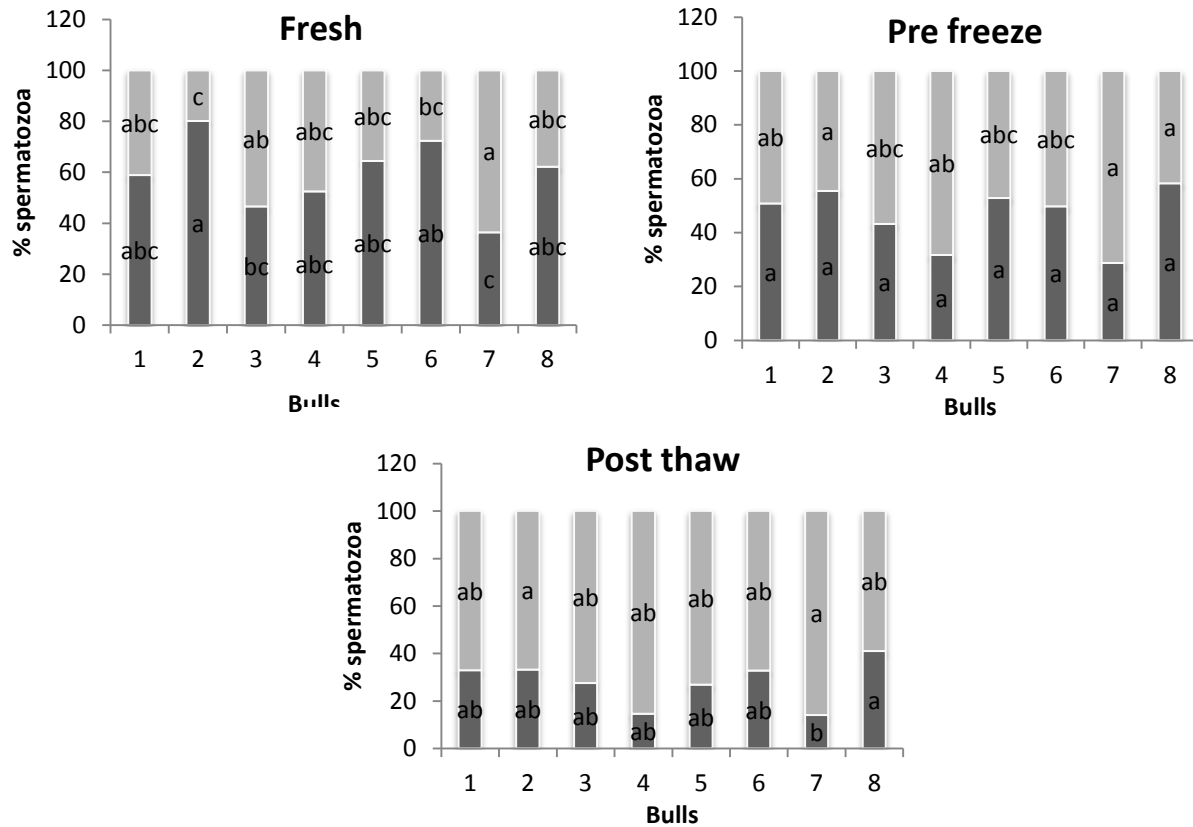 Fresh
% spermatozoa
120
100
80
60
40
20
0
abc c ab abc abc bc a abc
abc a bc abc abc ab c abc
1 2 3 4 5 6 7 8
Bulls
Pre freeze
% spermatozoa
120
100
80
60
40
20
0
ab a abc ab abc abc a a
a a a a a a a a
1 2 3 4 5 6 7 8
Bulls
Post thaw
% spermatozoa
120
100
80
60
40
20
0
ab a ab ab ab ab a ab
ab ab ab ab ab ab b a
1 2 3 4 5 6 7 8
Bulls